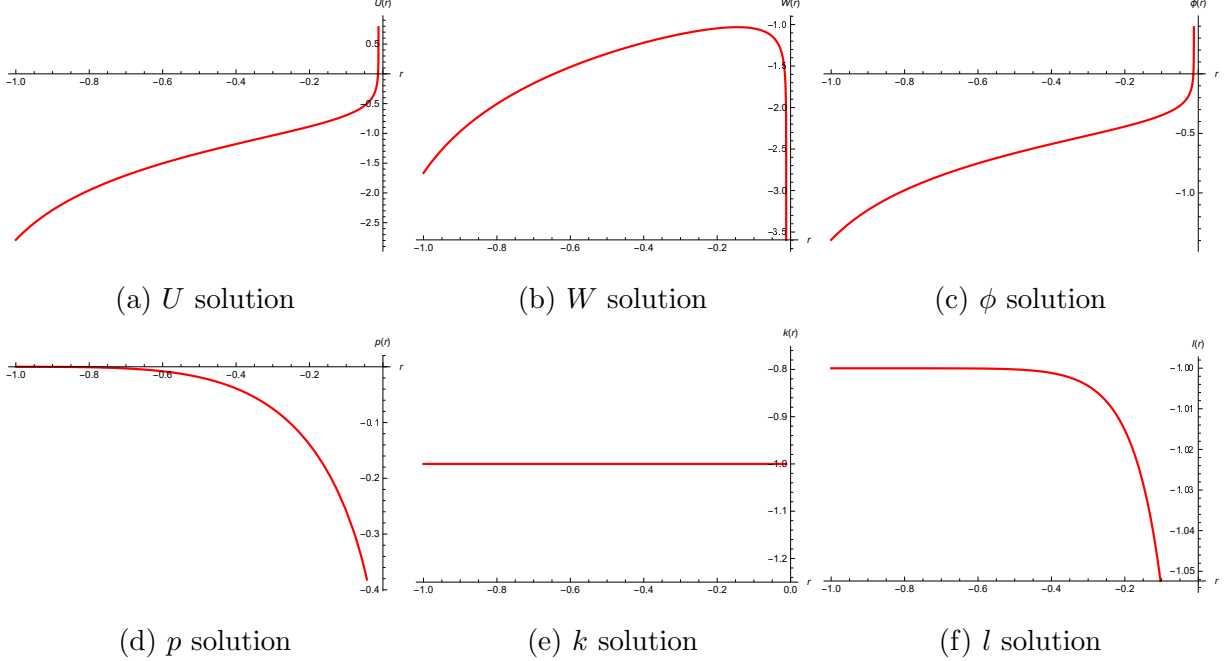 U(r)
0.5
r
-1.0 -0.8 -0.6 -0.4 -0.2
-0.5
-1.0
-1.5
-2.0
-2.5
(a) U solution
W(r)
-1.0
-1.5
-2.0
-2.5
-3.0
-3.5
r
-1.0 -0.8 -0.6 -0.4 -0.2
(b) W solution
ϕ(r)
r
-1.0 -0.8 -0.6 -0.4 -0.2
-0.5
-1.0
(c) ϕ solution
p(r)
r
-1.0 -0.8 -0.6 -0.4 -0.2
-0.1
-0.2
-0.3
-0.4
(d) p solution
k(r)
-0.8
-0.9
-1.0
-1.1
-1.2
r
-1.0 -0.8 -0.6 -0.4 -0.2 0.0
(e) k solution
l(r)
-1.00
-1.01
-1.02
-1.03
-1.04
-1.05
r
-1.0 -0.8 -0.6 -0.4 -0.2
(f) l solution